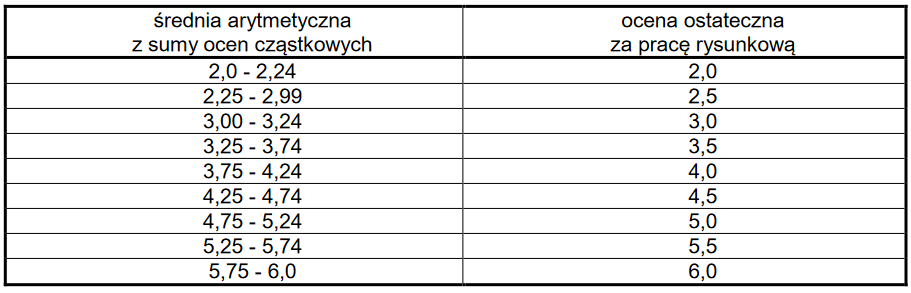 średnia arytmetyczna
z sumy ocen cząstkowych
ocena ostateczna
za pracę rysunkową
2,0 - 2,24 2,0
2,25 - 2,99 2,5
3,00 - 3,24 3,0
3,25 - 3,74 3,5
3,75 - 4,24 4,0
4,25 - 4,74 4,5
4,75 - 5,24 5,0
5,25 - 5,74 5,5
5,75 - 6,0 6,0